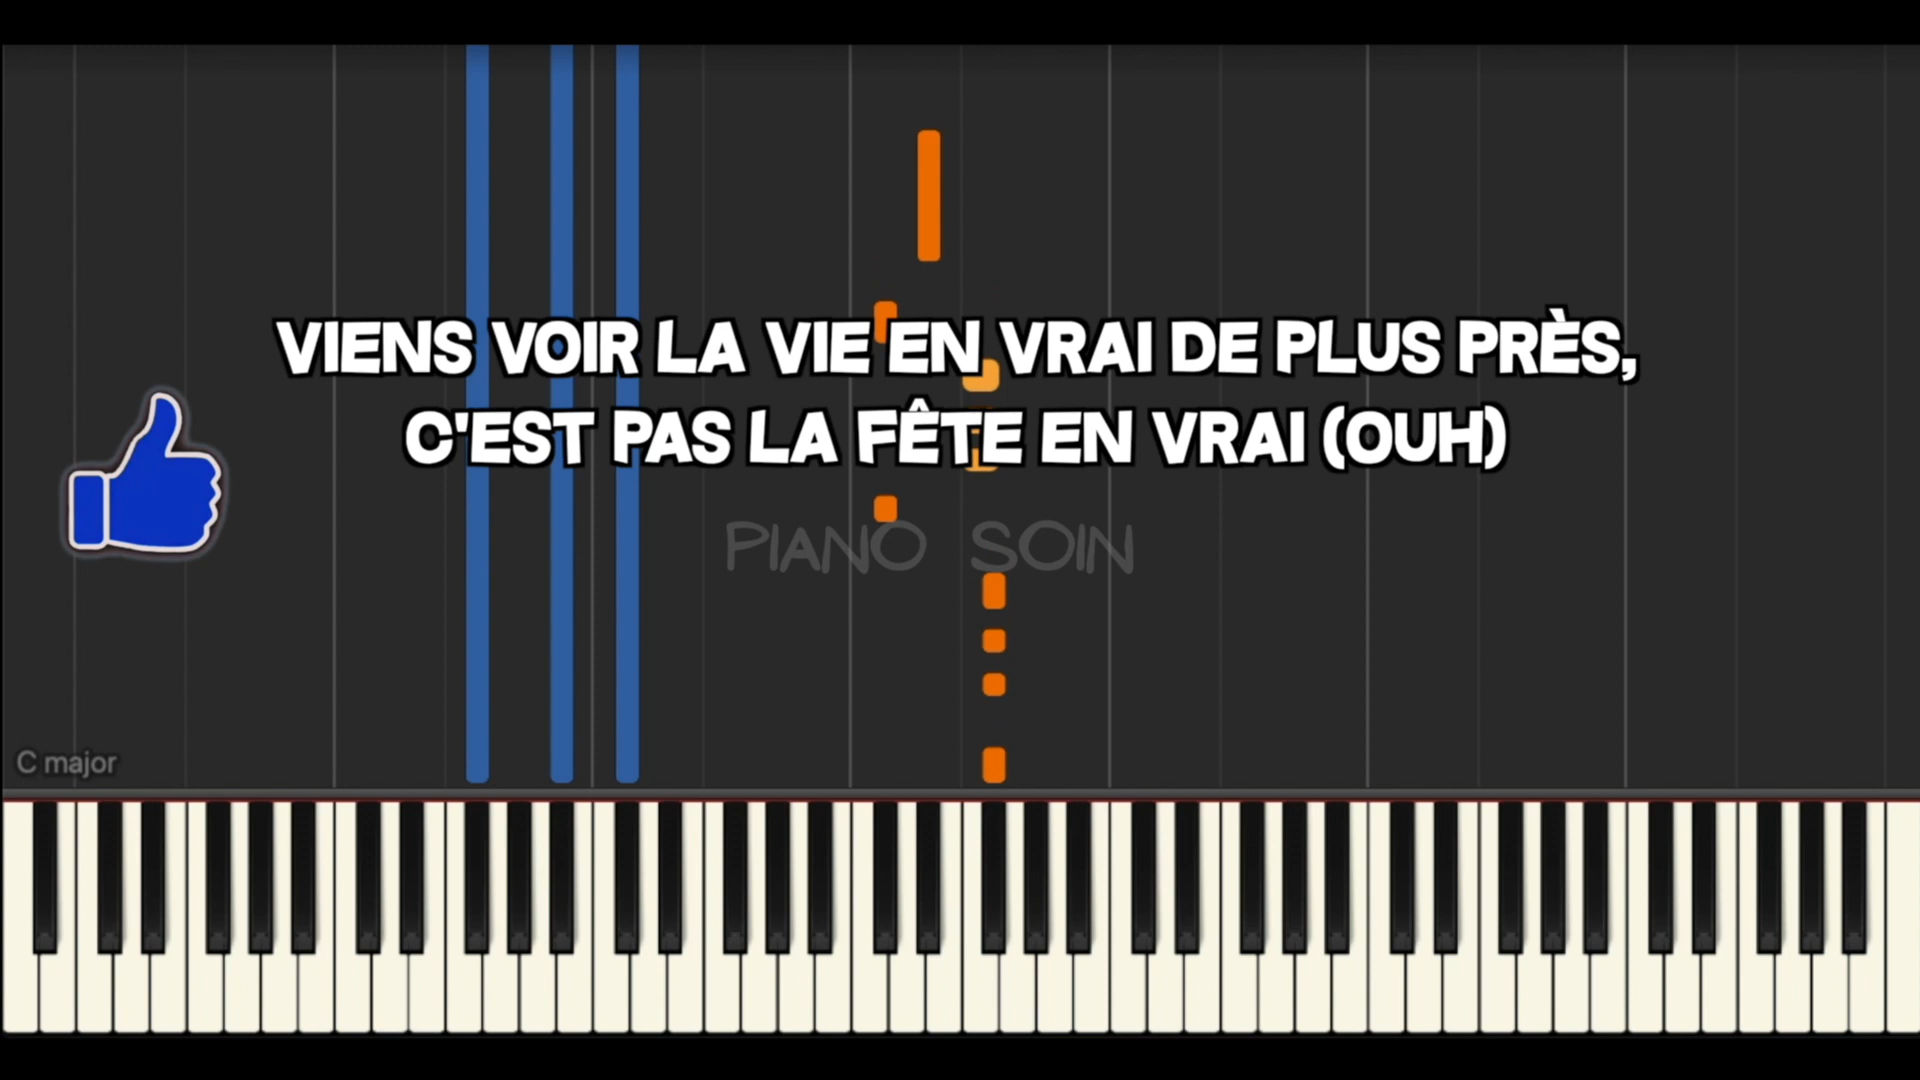 VIENS VOIR LA VIE EN VRAI DE PLUS PRÈS,
C'EST PAS LA FÊTE EN VRAI (OUH)
PIANO SOIN
C major